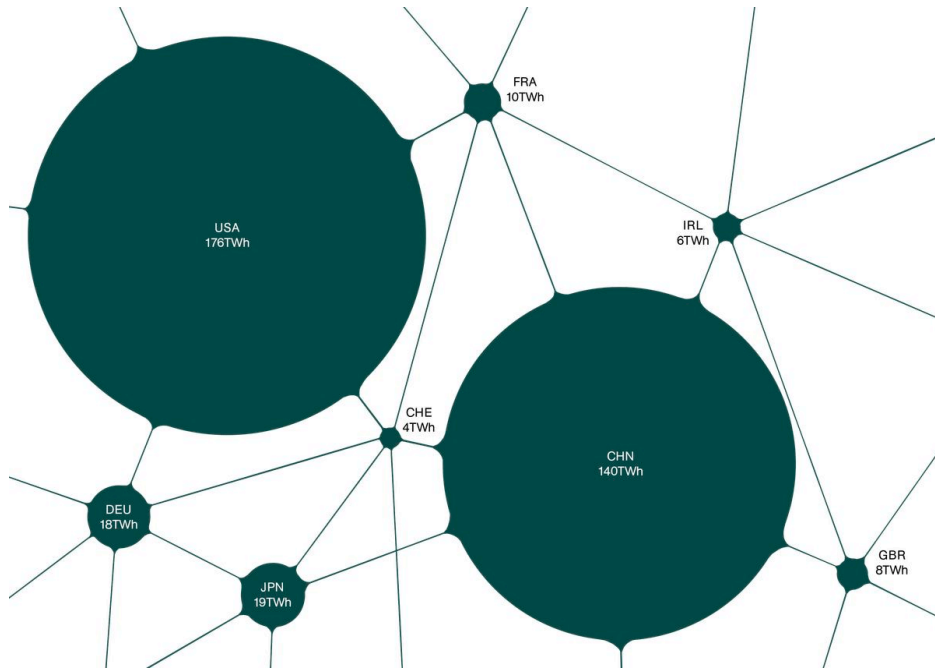 FRA
10TWh
USA
176TWh
IRL
6TWh
CHE
4TWh
CHN
140TWh
DEU
18TWh
GBR
8TWh
JPN
19TWh